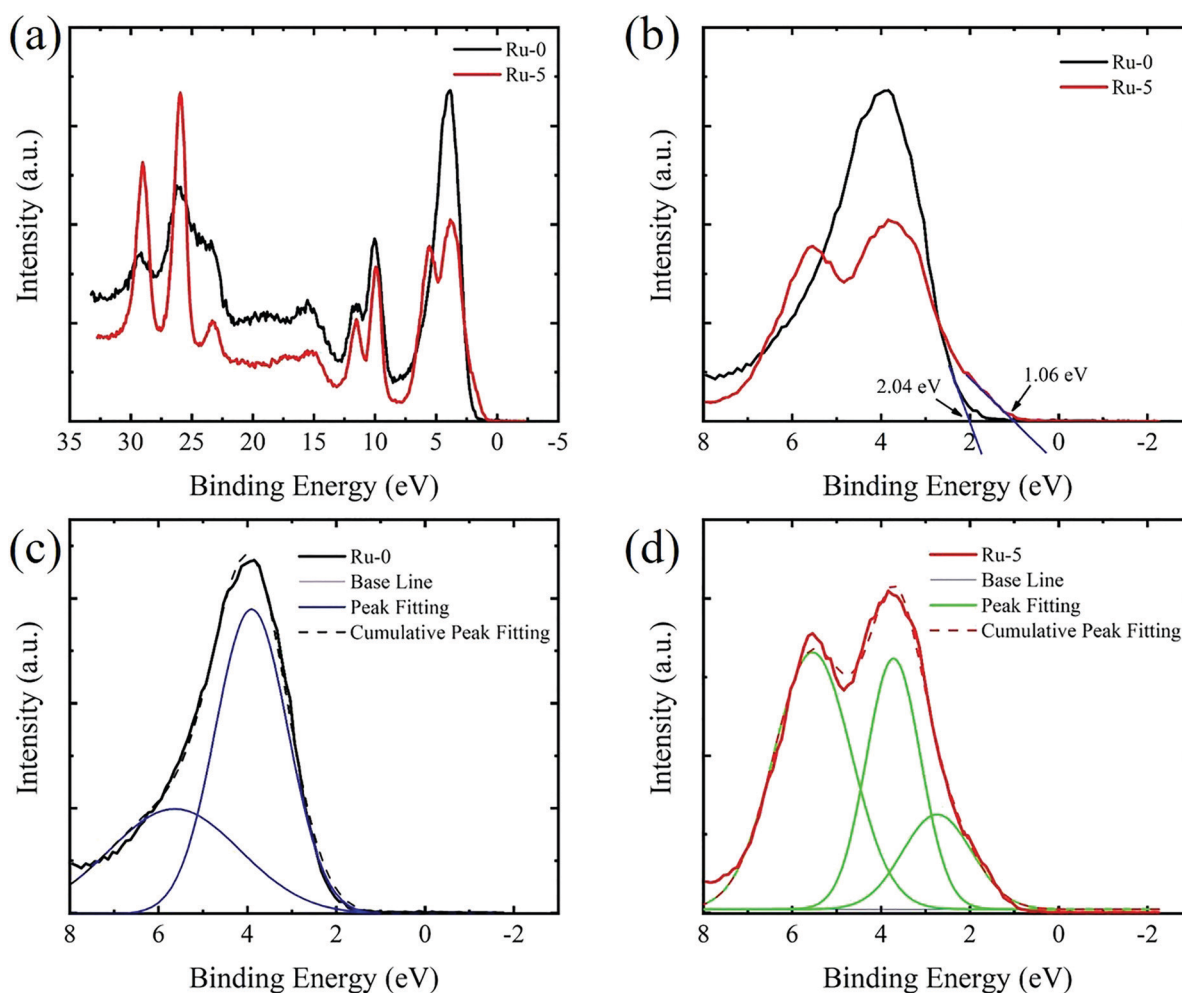 (a)
Ru-0
Ru-5
Intensity (a.u.)
35 30 25 20 15 10 5 0 -5
Binding Energy (eV)
(b)
Ru-0
Ru-5
Intensity (a.u.)
2.04 eV
1.06 eV
8 6 4 2 0 -2
Binding Energy (eV)
(c)
Ru-0
Base Line
Peak Fitting
Cumulative Peak Fitting
Intensity (a.u.)
8 6 4 2 0 -2
Binding Energy (eV)
(d)
Ru-5
Base Line
Peak Fitting
Cumulative Peak Fitting
Intensity (a.u.)
8 6 4 2 0 -2
Binding Energy (eV)